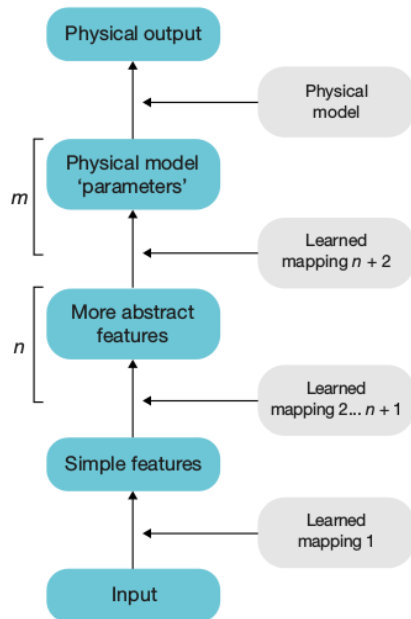 Physical output
Physical
model
Physical model
‘parameters’
m
Learned
mapping n + 2
More abstract
features
n
Learned
mapping 2... n + 1
Simple features
Learned
mapping 1
Input